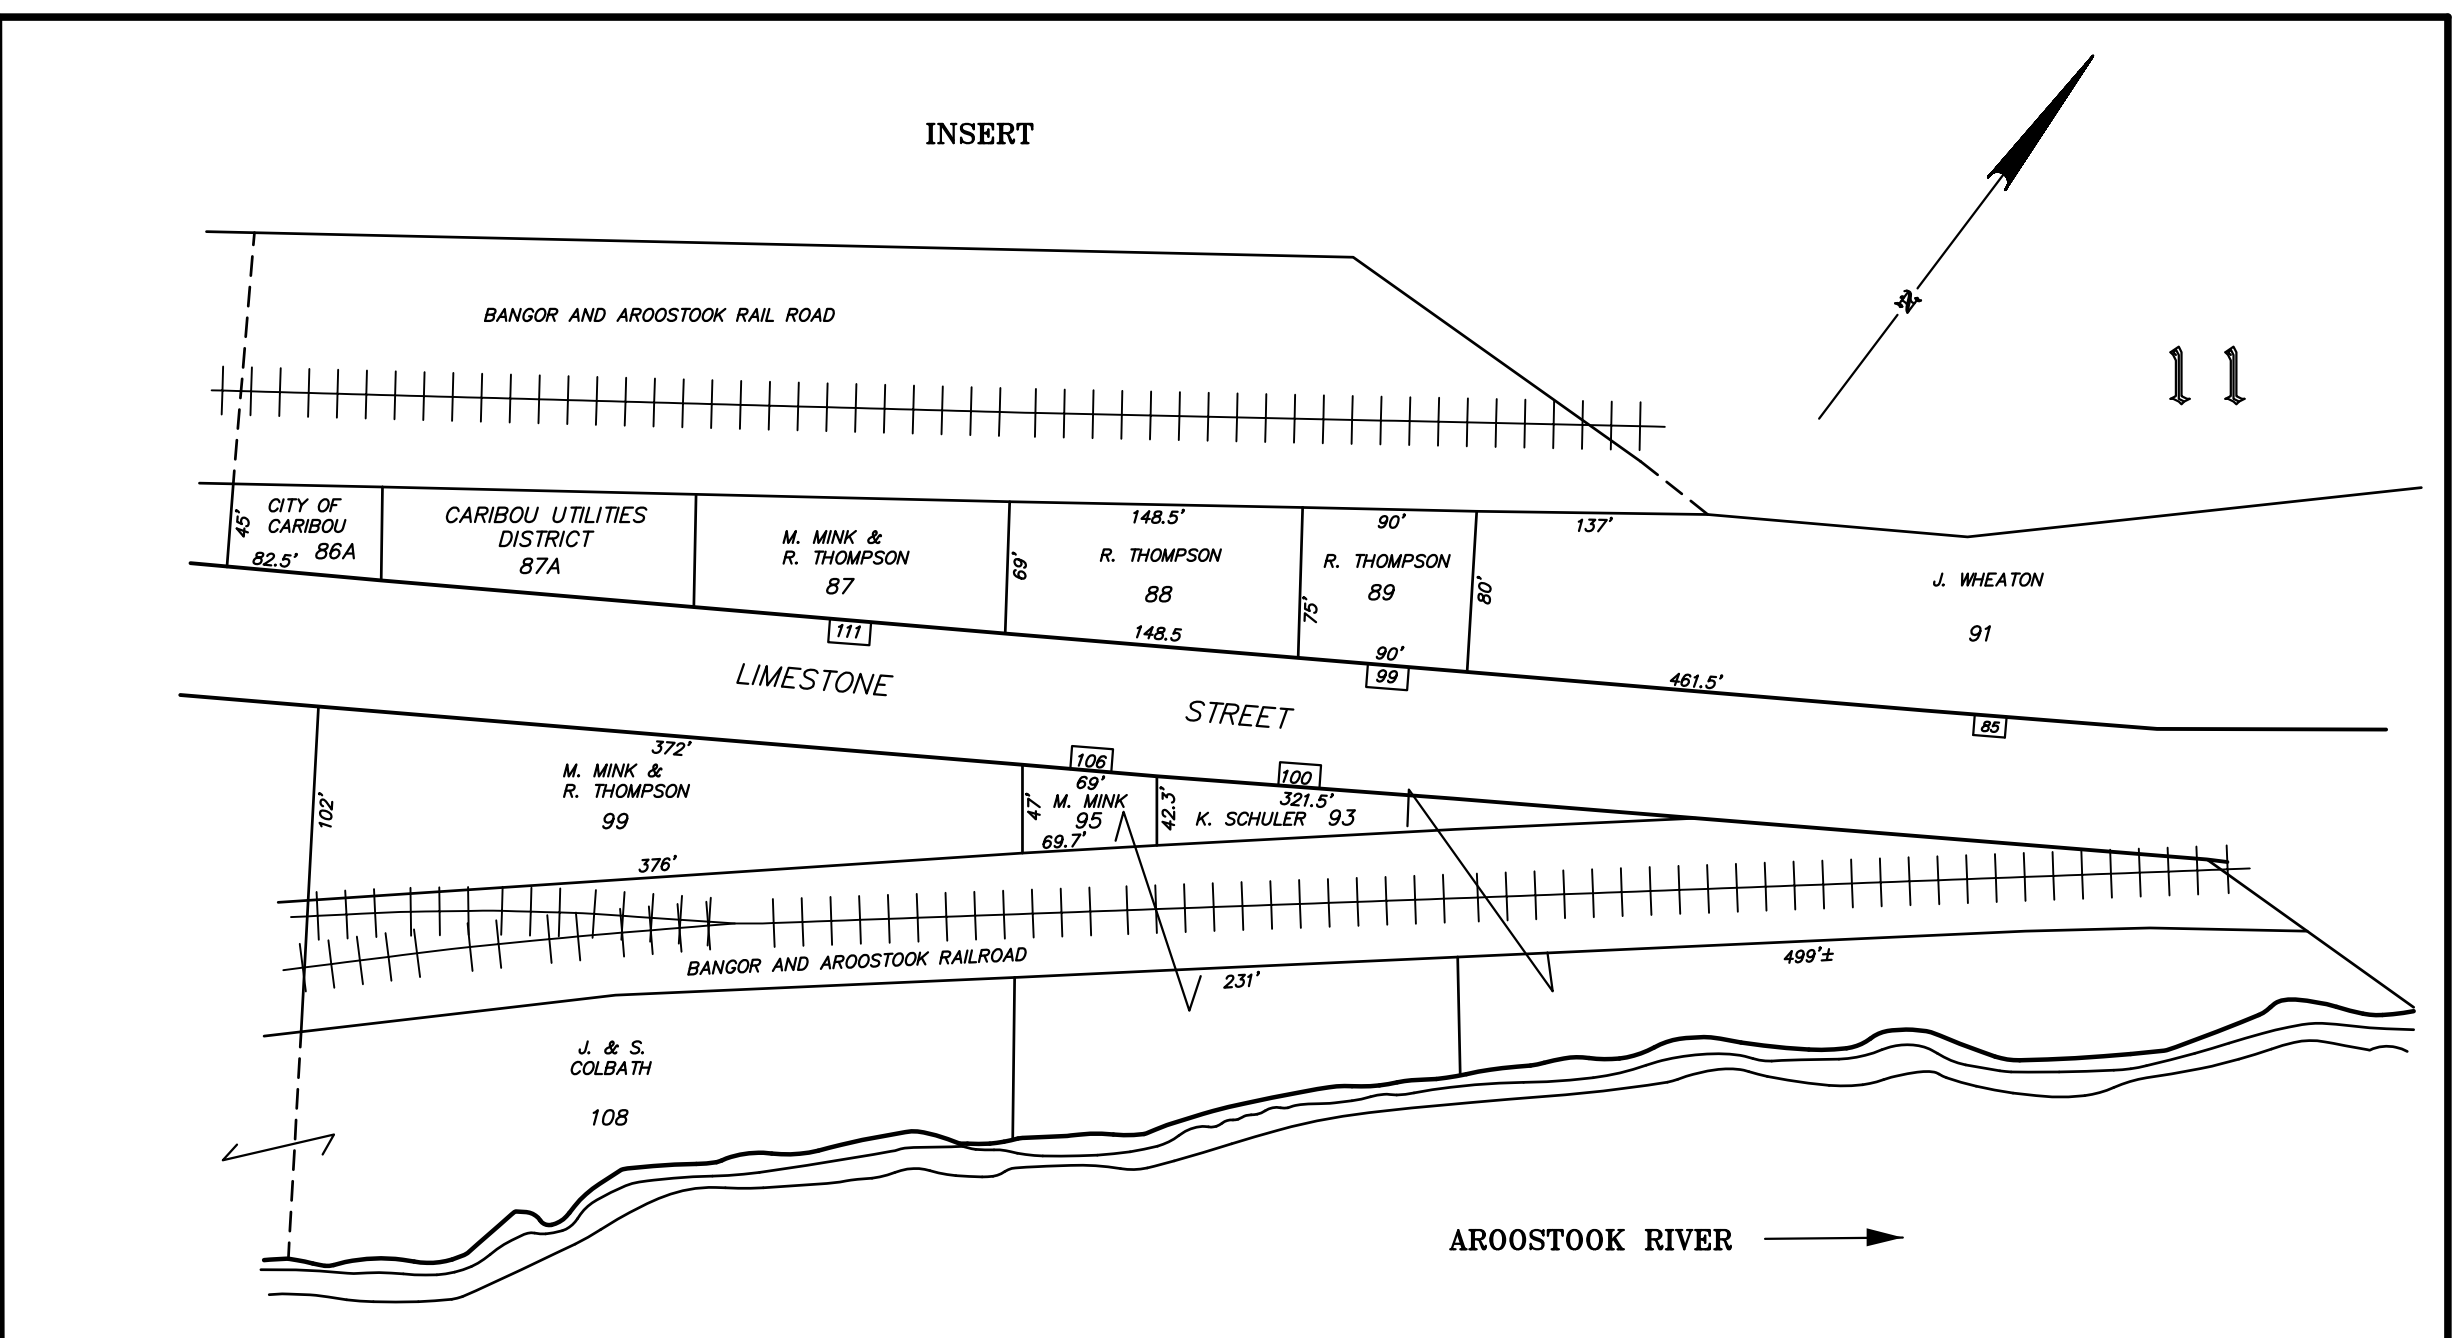 INSERT
N
11
BANGOR AND AROOSTOOK RAIL ROAD
45'
CITY OF
CARIBOU
86A
82.5'
CARIBOU UTILITIES
DISTRICT
87A
M. MINK &
R. THOMPSON
87
69'
148.5'
R. THOMPSON
88
148.5
75'
90'
R. THOMPSON
89
90'
80'
137'
J. WHEATON
91
461.5'
111
99
85
LIMESTONE STREET
106
100
102'
372'
M. MINK &
R. THOMPSON
99
376'
47'
69'
M. MINK
95
69.7'
42.3'
321.5'
K. SCHULER 93
BANGOR AND AROOSTOOK RAILROAD
231'
499'±
J. & S.
COLBATH
108
AROOSTOOK RIVER